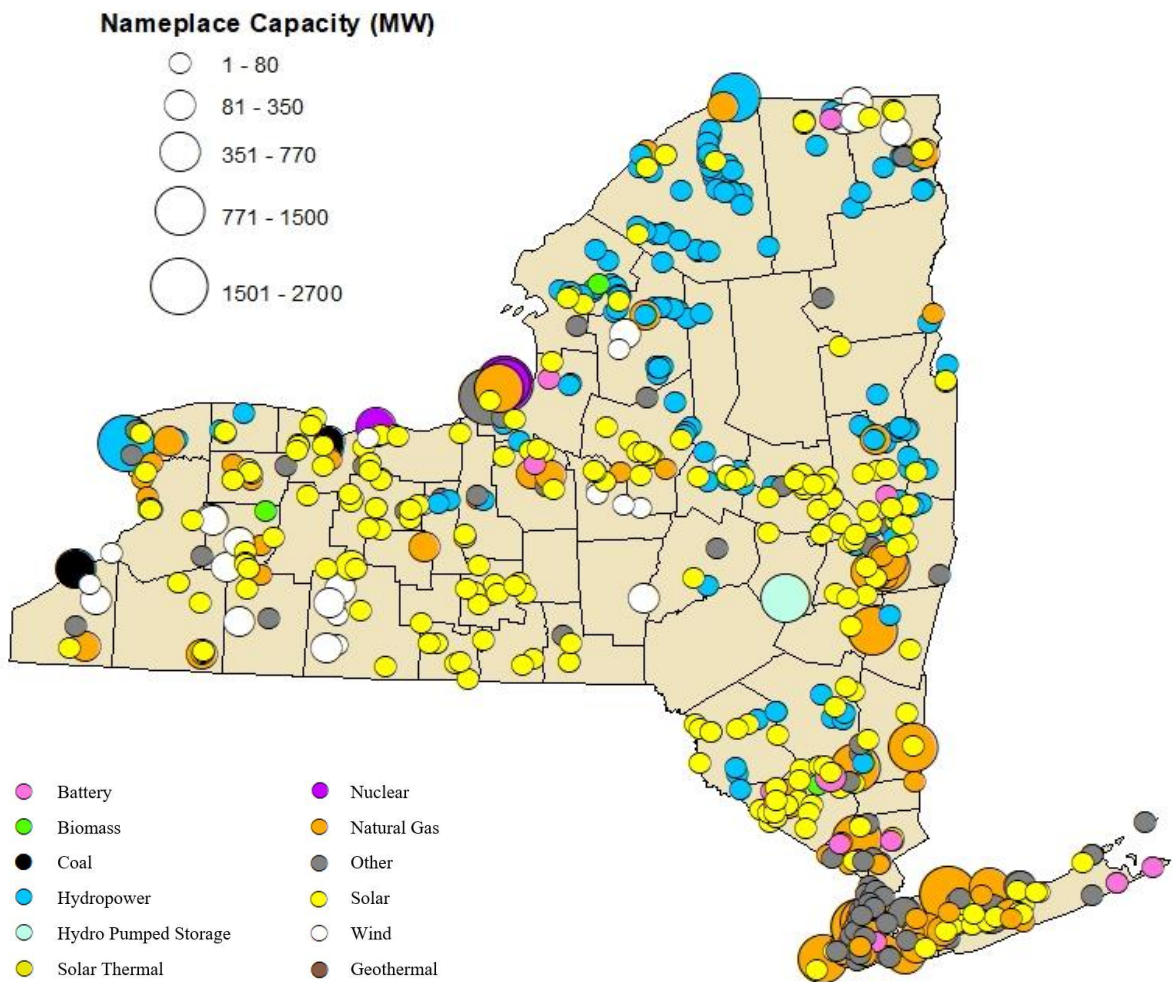 Nameplace Capacity (MW)
1 - 80
81 - 350
351 - 770
771 - 1500
1501 - 2700
Battery
Biomass
Coal
Hydropower
Hydro Pumped Storage
Solar Thermal
Nuclear
Natural Gas
Other
Solar
Wind
Geothermal